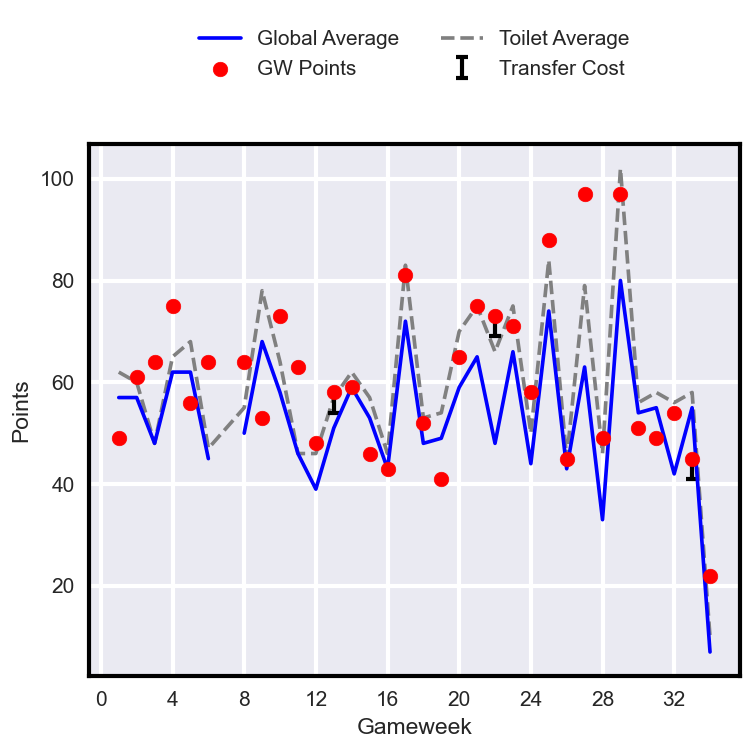 Global Average
Toilet Average
GW Points
Transfer Cost
100
80
60
40
20
Points
0 4 8 12 16 20 24 28 32
Gameweek